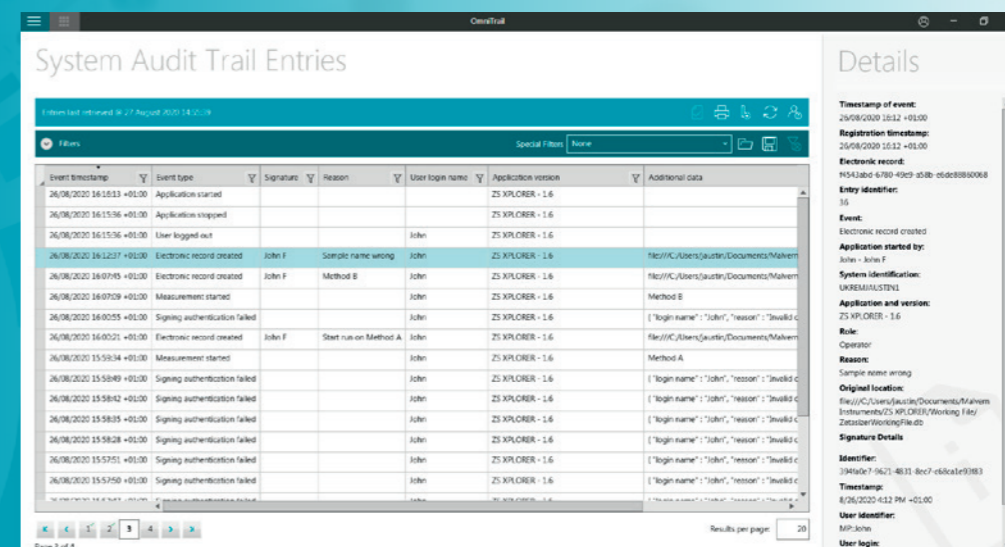 OmniTrail
System Audit Trail Entries
Entries last retrieved @ 27 August 2020 14:55:39
Filters
Special Filters None
Event timestamp Event type Signature Reason User login name Application version Additional data
26/08/2020 16:16:13 +01:00 Application started ZS XPLORER - 1.6
26/08/2020 16:15:36 +01:00 Application stopped ZS XPLORER - 1.6
26/08/2020 16:15:36 +01:00 User logged out John ZS XPLORER - 1.6
26/08/2020 16:12:37 +01:00 Electronic record created John F Sample name wrong John ZS XPLORER - 1.6 file:///C:/Users/jaustin/Documents/Malvern
26/08/2020 16:07:45 +01:00 Electronic record created John F Method B John ZS XPLORER - 1.6 file:///C:/Users/jaustin/Documents/Malvern
26/08/2020 16:07:09 +01:00 Measurement started John ZS XPLORER - 1.6 Method B
26/08/2020 16:00:55 +01:00 Signing authentication failed John ZS XPLORER - 1.6 { "login name" : "John", "reason" : "Invalid c
26/08/2020 16:00:21 +01:00 Electronic record created John F Start run on Method A John ZS XPLORER - 1.6 file:///C:/Users/jaustin/Documents/Malvern
26/08/2020 15:59:34 +01:00 Measurement started John ZS XPLORER - 1.6 Method A
26/08/2020 15:58:49 +01:00 Signing authentication failed John ZS XPLORER - 1.6 { "login name" : "John", "reason" : "Invalid c
26/08/2020 15:58:42 +01:00 Signing authentication failed John ZS XPLORER - 1.6 { "login name" : "John", "reason" : "Invalid c
26/08/2020 15:58:35 +01:00 Signing authentication failed John ZS XPLORER - 1.6 { "login name" : "John", "reason" : "Invalid c
26/08/2020 15:58:28 +01:00 Signing authentication failed John ZS XPLORER - 1.6 { "login name" : "John", "reason" : "Invalid c
26/08/2020 15:57:51 +01:00 Signing authentication failed John ZS XPLORER - 1.6 { "login name" : "John", "reason" : "Invalid c
26/08/2020 15:57:50 +01:00 Signing authentication failed John ZS XPLORER - 1.6 { "login name" : "John", "reason" : "Invalid c
1 2 3 4
Results per page: 20
Details
Timestamp of event:
26/08/2020 16:12 +01:00
Registration timestamp:
26/08/2020 16:12 +01:00
Electronic record:
Entry identifier:
36
Event:
Electronic record created
Application started by:
John - John F
System identification:
UKREMJAUSTIN1
Application and version:
ZS XPLORER - 1.6
Role:
Operator
Reason:
Sample name wrong
Original location:
file:///C:/Users/jaustin/Documents/Malvern
Instruments/ZS XPLORER/Working File/
ZetasizerWorkingFile.db
Signature Details
Identifier:
Timestamp:
8/26/2020 4:12 PM +01:00
User identifier:
MP:John
User login: